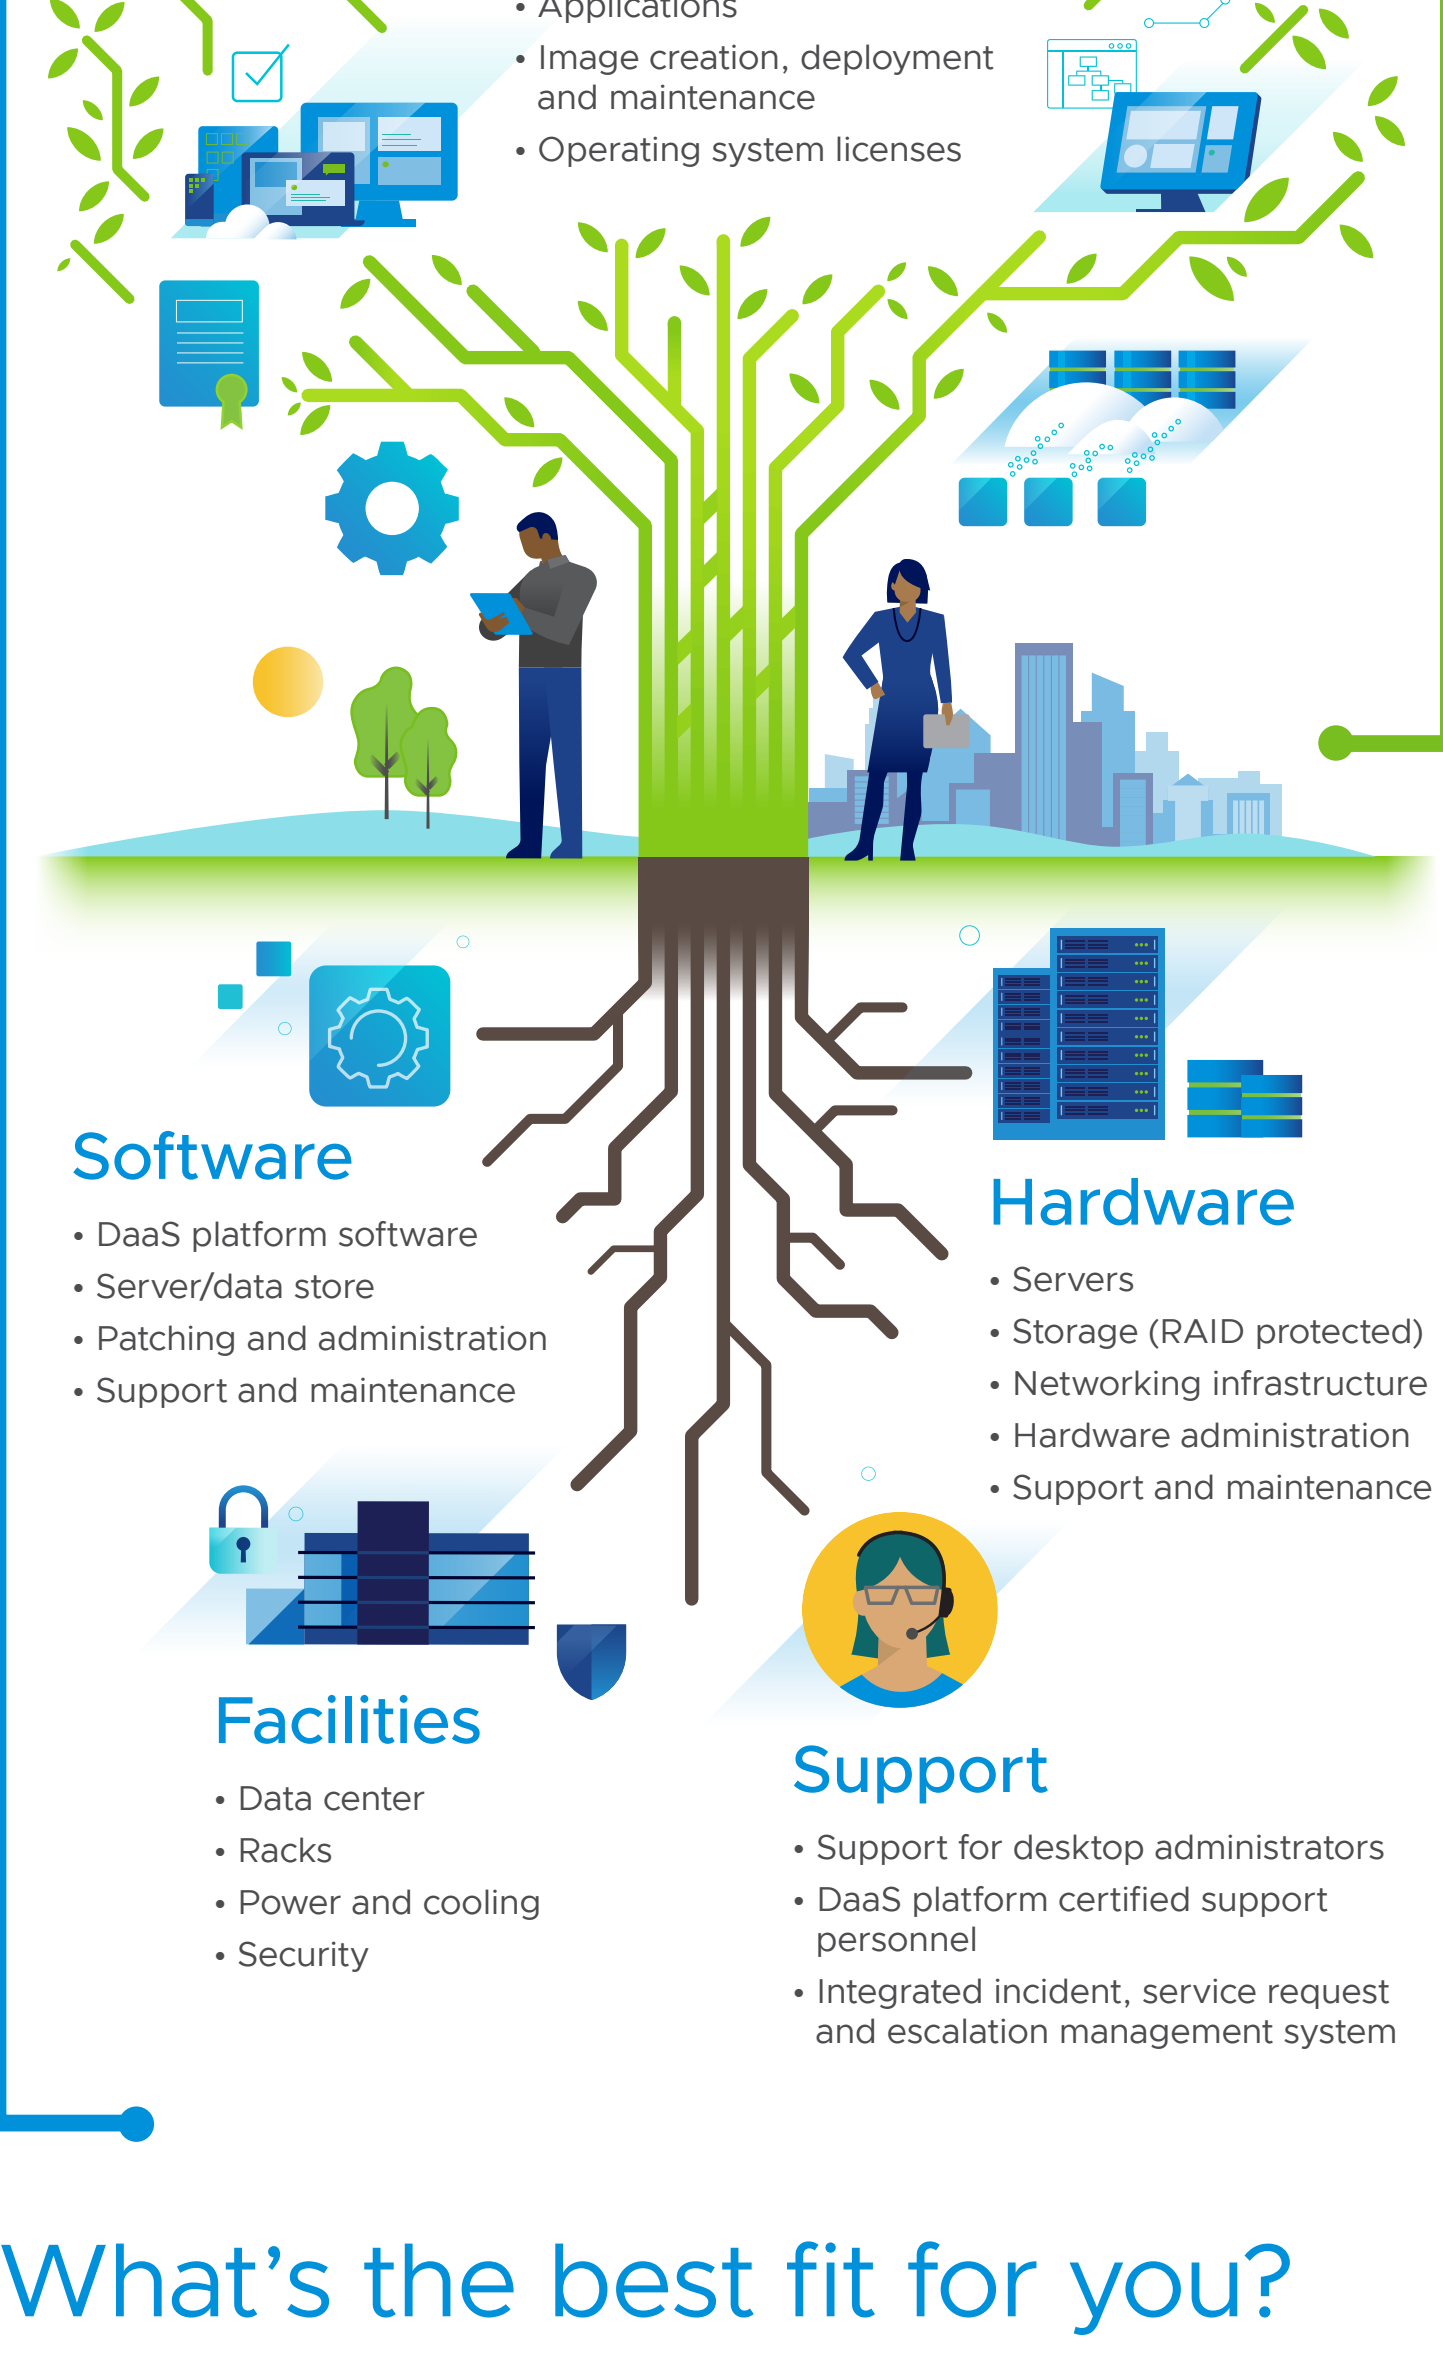 • Applications
• Image creation, deployment
and maintenance
• Operating system licenses
Software
• DaaS platform software
• Server/data store
• Patching and administration
• Support and maintenance
Hardware
• Servers
• Storage (RAID protected)
• Networking infrastructure
• Hardware administration
• Support and maintenance
Facilities
• Data center
• Racks
• Power and cooling
• Security
Support
• Support for desktop administrators
• DaaS platform certified support
personnel
• Integrated incident, service request
and escalation management system
What’s the best fit for you?